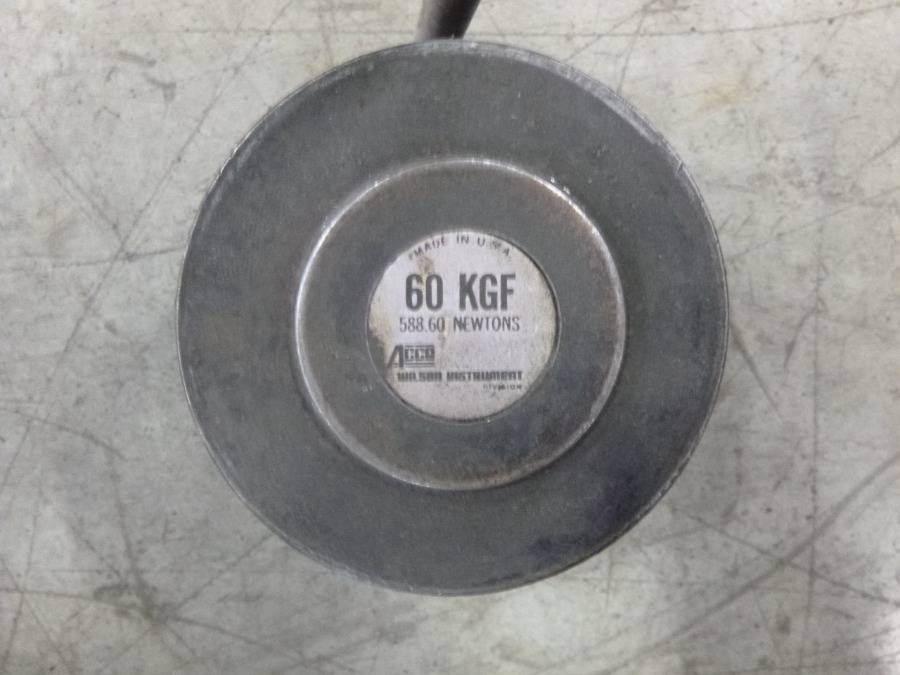 MADE IN U.S.A.
60 KGF
588.60 NEWTONS
ACCO
WILSON INSTRUMENT
DIVISION